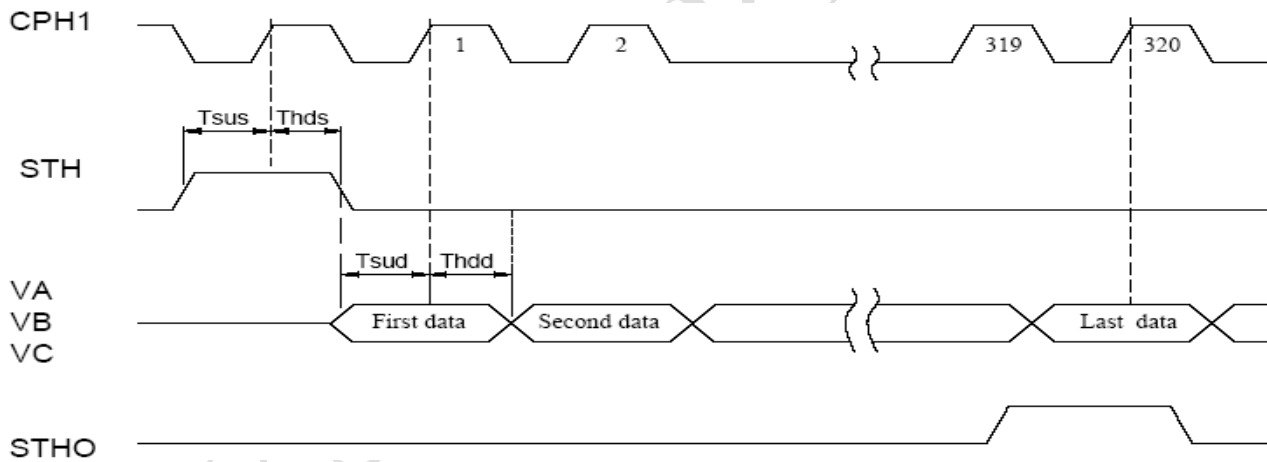 CPH1
1
2
319
320
Tsus
Thds
STH
Tsud
Thdd
VA
VB
VC
First data
Second data
Last data
STHO